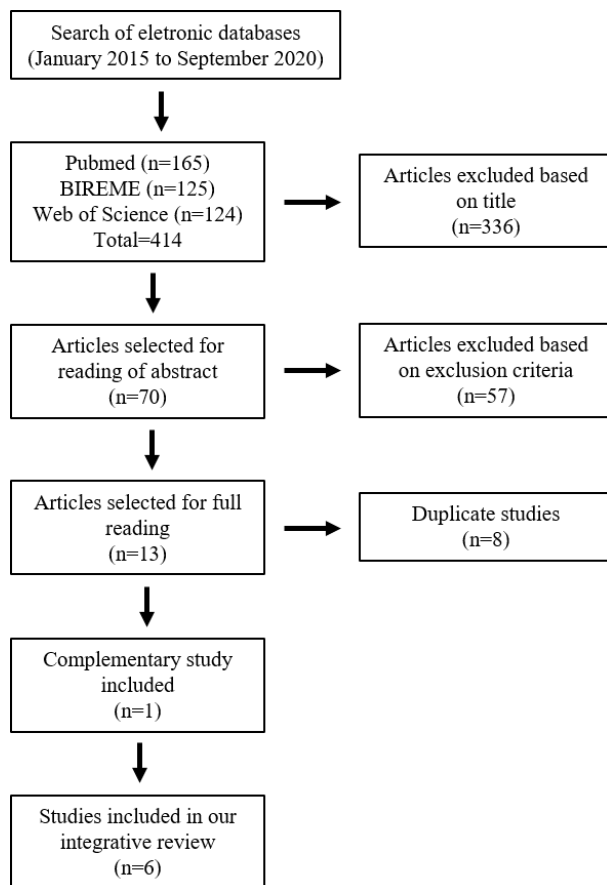 Search of eletronic databases
(January 2015 to September 2020)
Pubmed (n=165)
BIREME (n=125)
Web of Science (n=124)
Total=414
Articles excluded based
on title
(n=336)
Articles selected for
reading of abstract
(n=70)
Articles excluded based
on exclusion criteria
(n=57)
Articles selected for full
reading
(n=13)
Duplicate studies
(n=8)
Complementary study
included
(n=1)
Studies included in our
integrative review
(n=6)